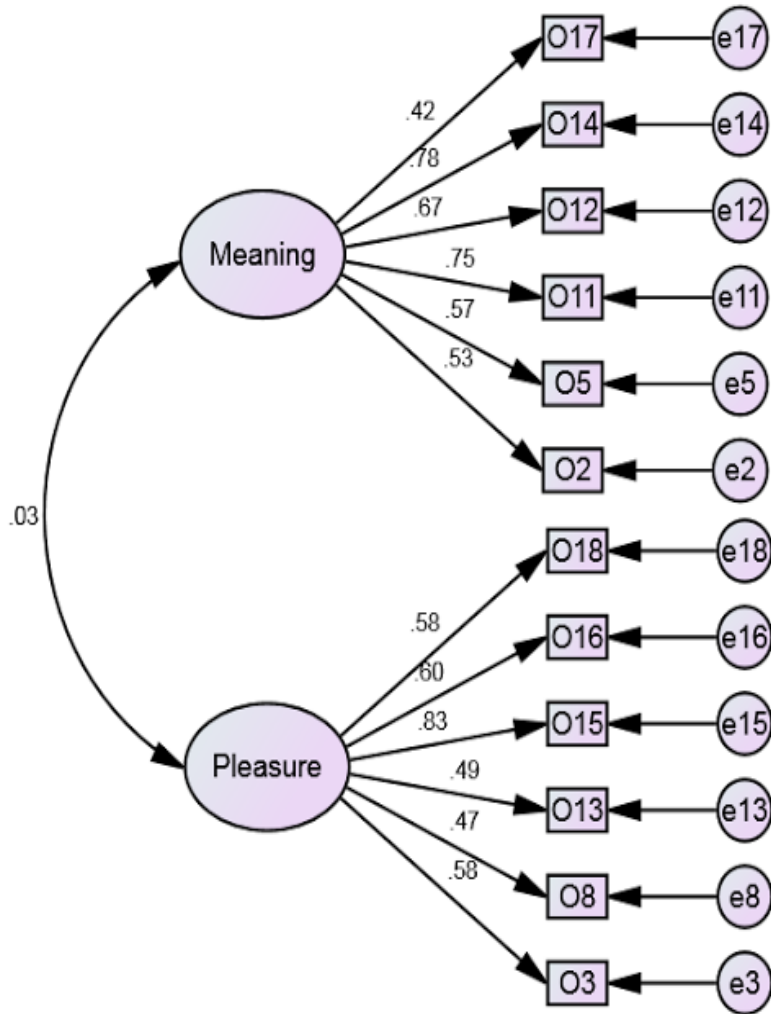 O17 e17
.42
O14 e14
.78
O12 e12
.67
Meaning
.75
O11 e11
.57
.53
O5 e5
O2 e2
.03
O18 e18
.58
O16 e16
.60
.83
O15 e15
Pleasure
.49
O13 e13
.47
.58
O8 e8
O3 e3